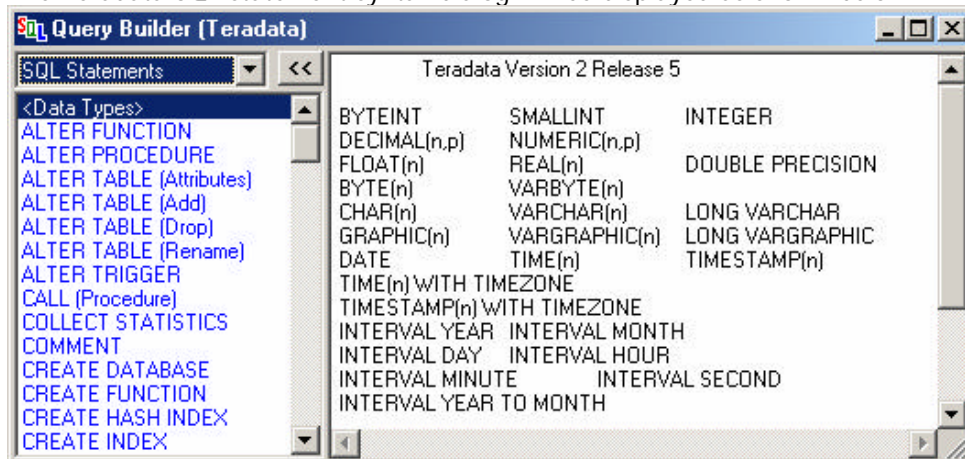 Query Builder (Teradata)
SQL Statements <<
<Data Types>
ALTER FUNCTION
ALTER PROCEDURE
ALTER TABLE (Attributes)
ALTER TABLE (Add)
ALTER TABLE (Drop)
ALTER TABLE (Rename)
ALTER TRIGGER
CALL (Procedure)
COLLECT STATISTICS
COMMENT
CREATE DATABASE
CREATE FUNCTION
CREATE HASH INDEX
CREATE INDEX
Teradata Version 2 Release 5
BYTEINT SMALLINT INTEGER
DECIMAL(n,p) NUMERIC(n,p)
FLOAT(n) REAL(n) DOUBLE PRECISION
BYTE(n) VARBYTE(n)
CHAR(n) VARCHAR(n) LONG VARCHAR
GRAPHIC(n) VARGRAPHIC(n) LONG VARGRAPHIC
DATE TIME(n) TIMESTAMP(n)
TIME(n) WITH TIMEZONE
TIMESTAMP(n) WITH TIMEZONE
INTERVAL YEAR INTERVAL MONTH
INTERVAL DAY INTERVAL HOUR
INTERVAL MINUTE INTERVAL SECOND
INTERVAL YEAR TO MONTH